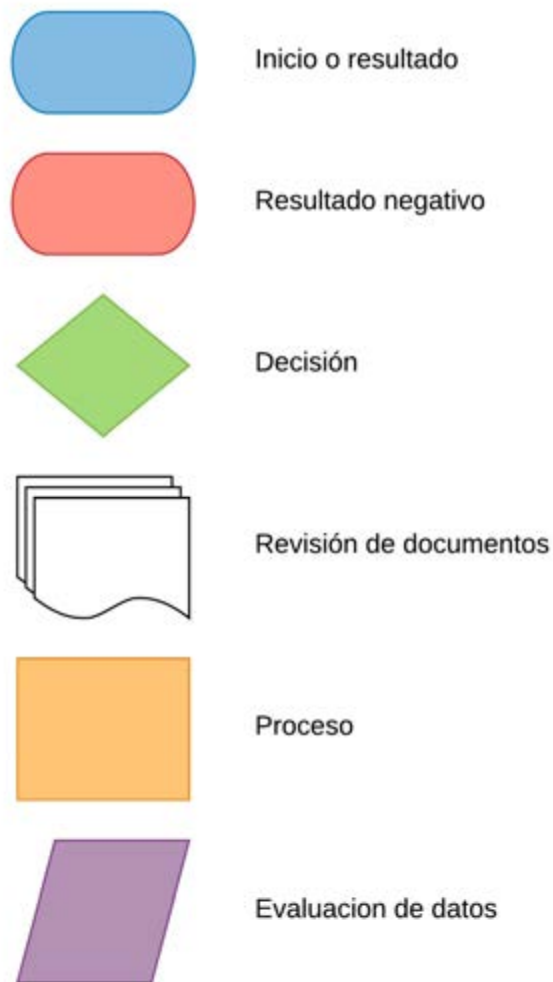 Inicio o resultado
Resultado negativo
Decisión
Revisión de documentos
Proceso
Evaluacion de datos